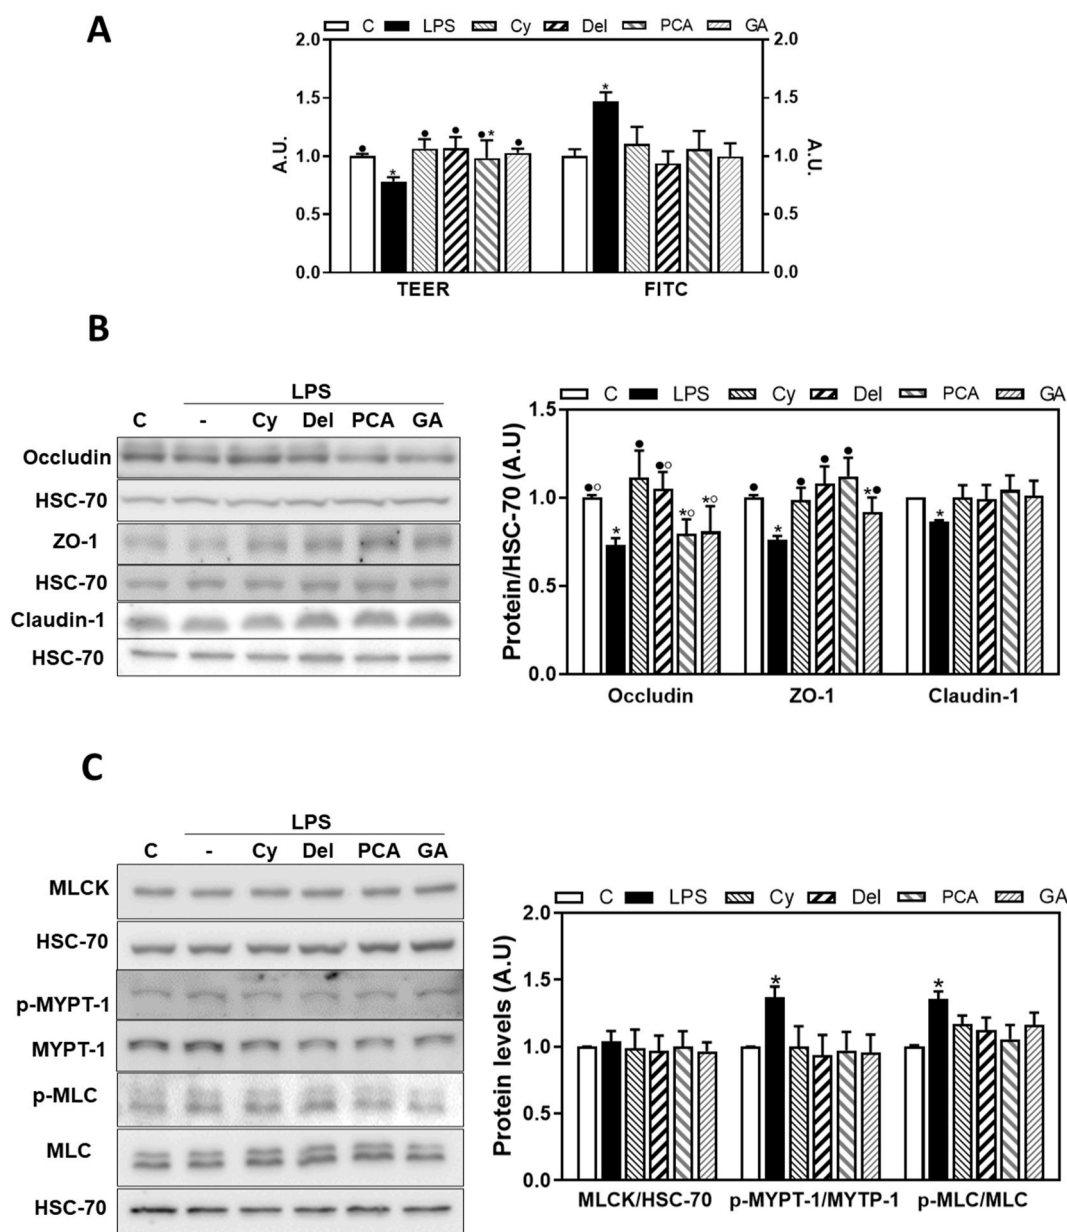 A
C LPS Cy Del PCA GA
2.0 2.0
1.5 1.5
1.0 1.0
0.5 0.5
0.0 0.0
A.U. A.U.
● * ● ● ●* ● *
TEER FITC
B
LPS
C - Cy Del PCA GA
Occludin
HSC-70
ZO-1
HSC-70
Claudin-1
HSC-70
C LPS Cy Del PCA GA
Protein/HSC-70 (A.U)
1.5
1.0
0.5
0.0
●○ * ● ●○ *○ *○ ● * ● ● ● *● *
Occludin ZO-1 Claudin-1
C
LPS
C - Cy Del PCA GA
MLCK
HSC-70
p-MYPT-1
MYPT-1
p-MLC
MLC
HSC-70
C LPS Cy Del PCA GA
Protein levels (A.U)
2.0
1.5
1.0
0.5
0.0
* *
MLCK/HSC-70 p-MYPT-1/MYTP-1 p-MLC/MLC